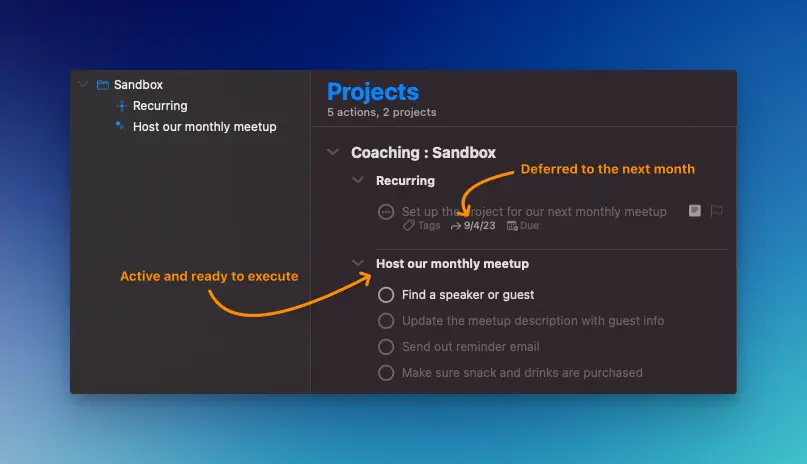 Sandbox
Recurring
Host our monthly meetup
Projects
5 actions, 2 projects
Coaching : Sandbox
Deferred to the next month
Recurring
Set up the project for our next monthly meetup
Tags 9/4/23 Due
Active and ready to execute
Host our monthly meetup
Find a speaker or guest
Update the meetup description with guest info
Send out reminder email
Make sure snack and drinks are purchased